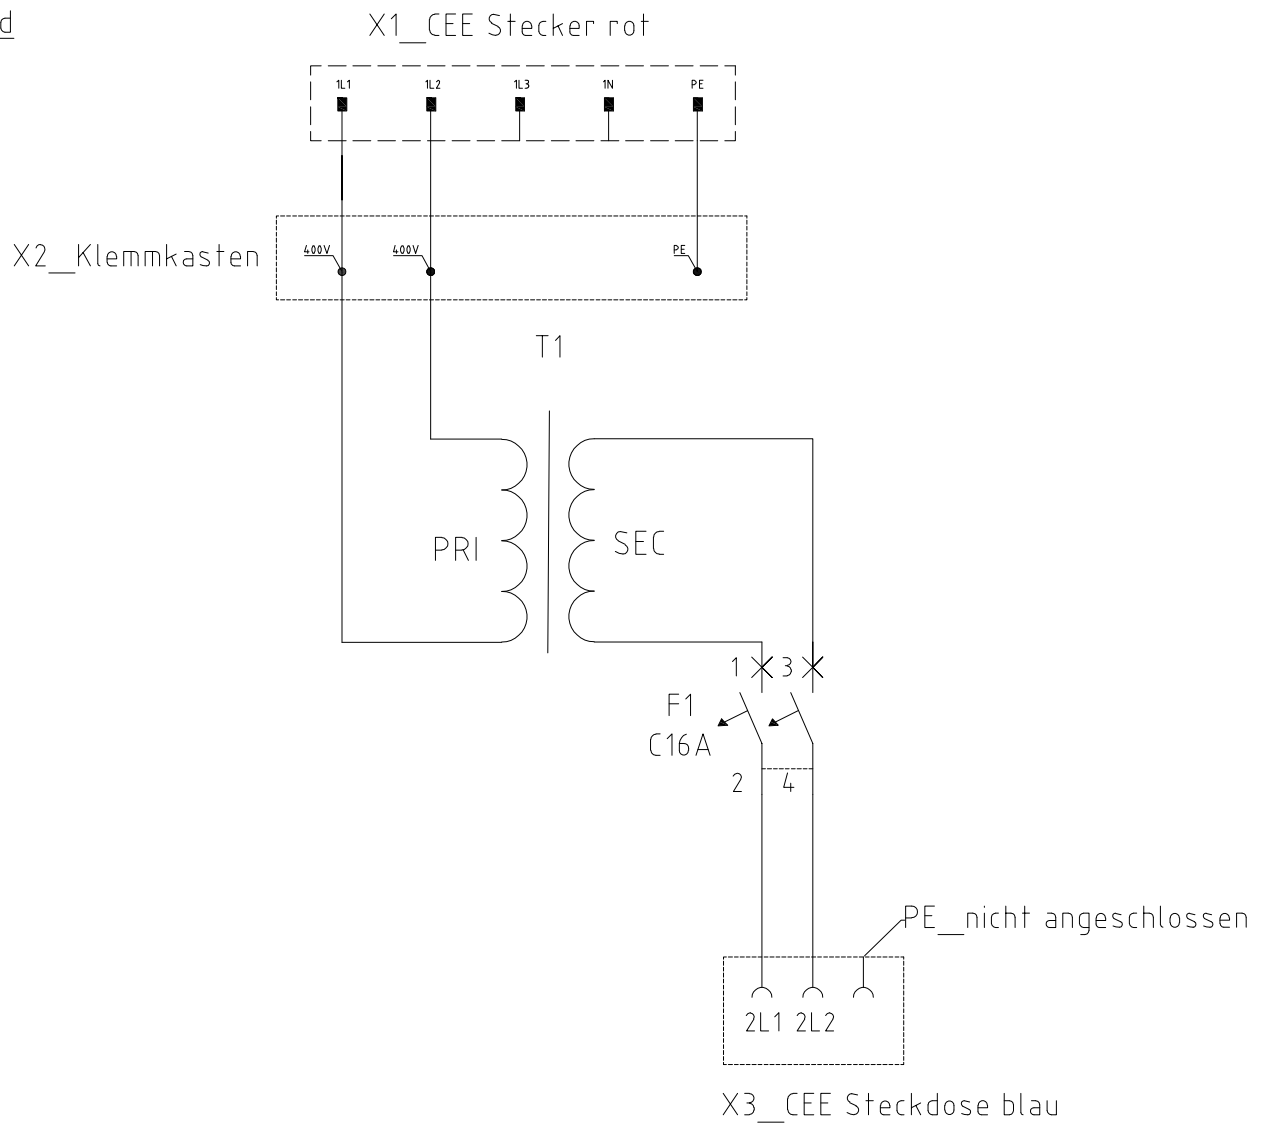 d
X1_CEE Stecker rot
1L1 1L2 1L3 1N PE
X2_Klemmkasten
400V 400V PE
T1
PRI SEC
1 3
F1
C16A
2 4
PE_nicht angeschlossen
2L1 2L2
X3_CEE Steckdose blau